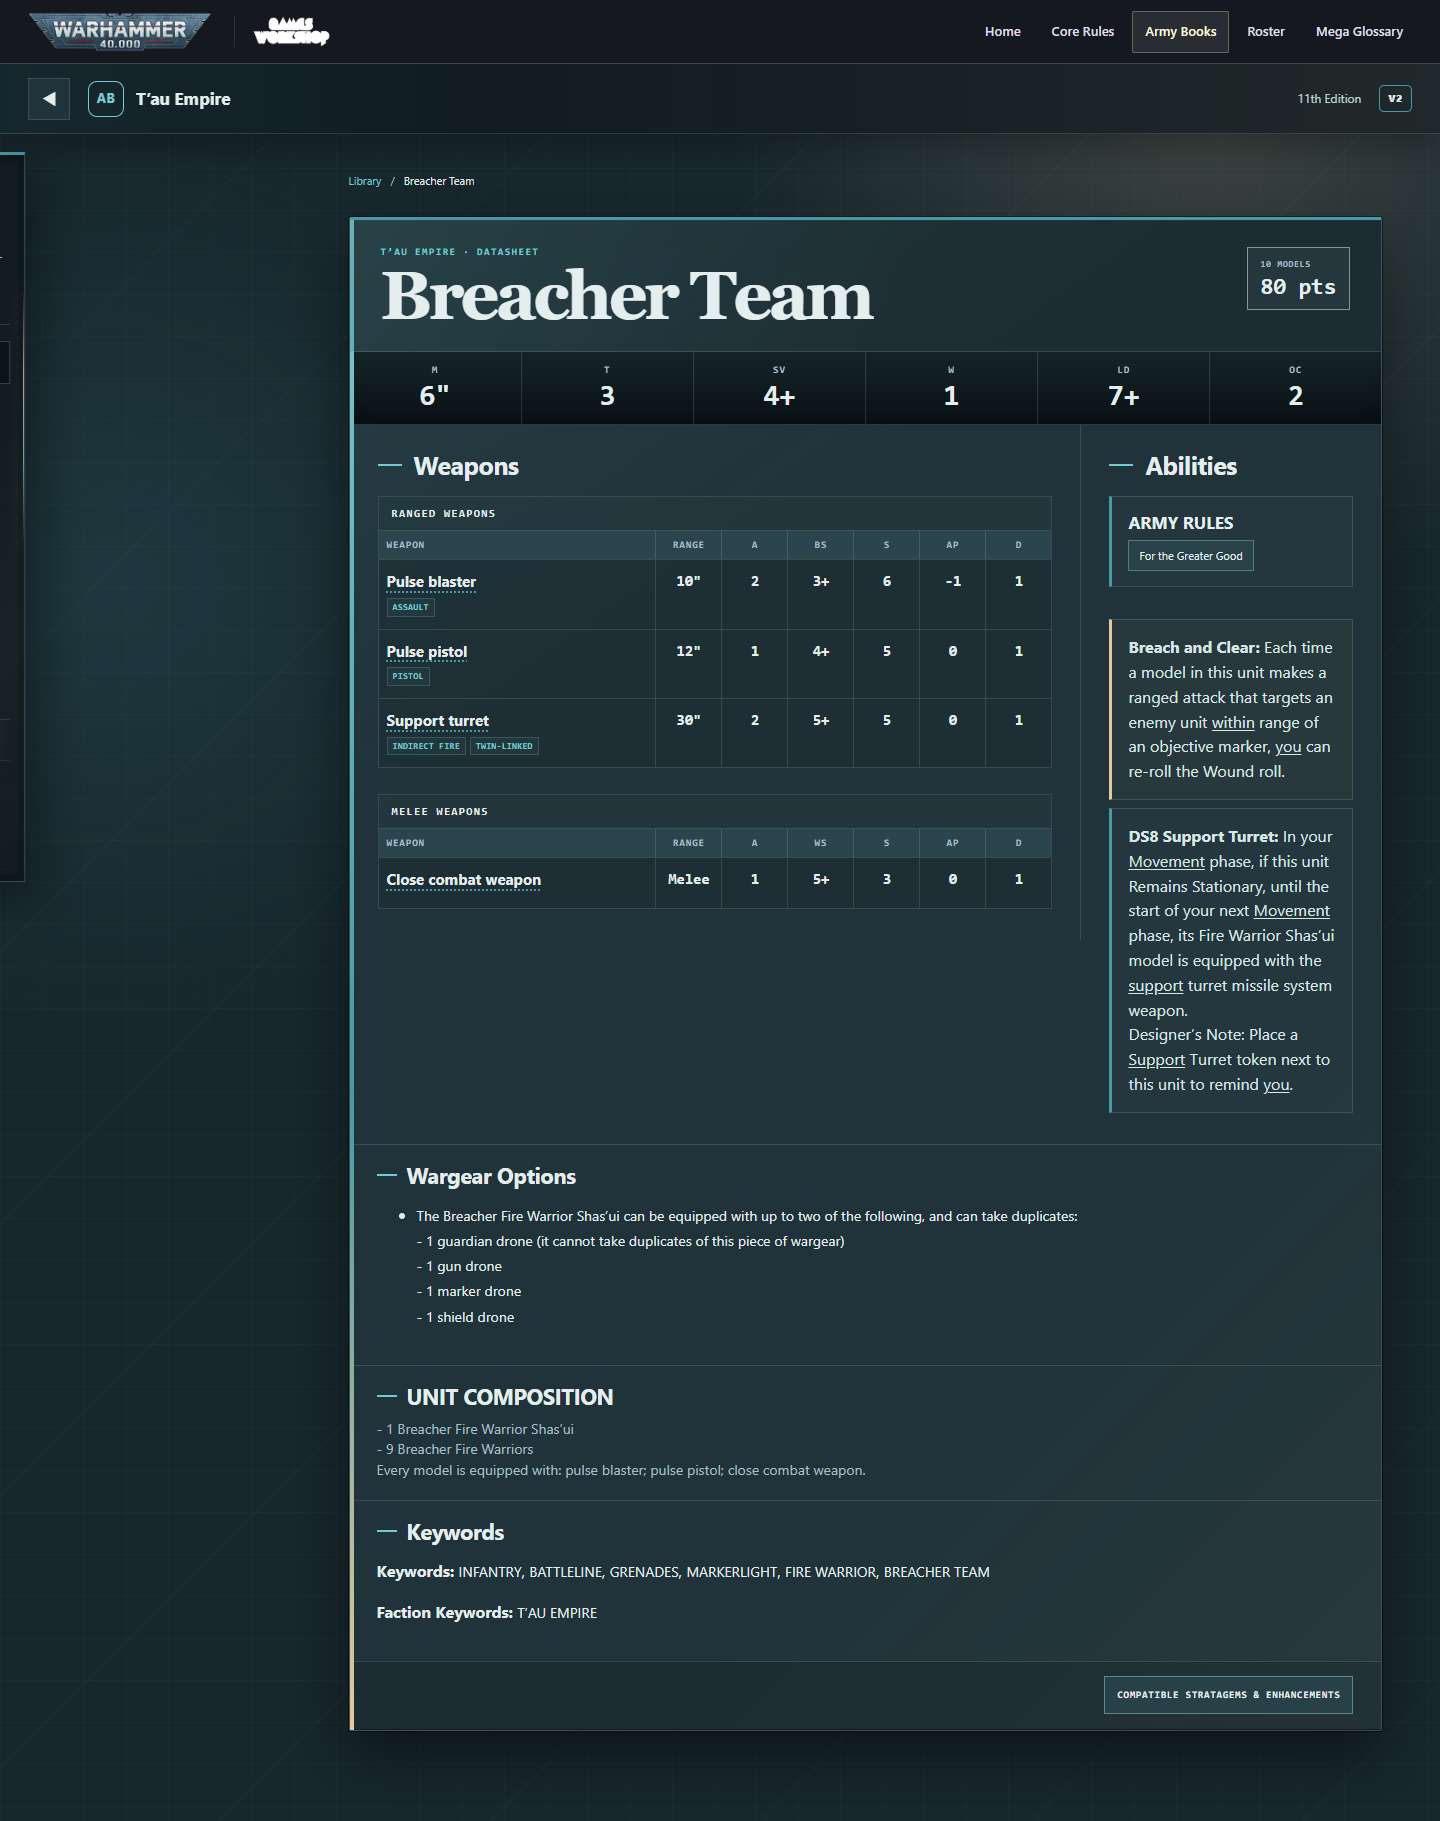 WARHAMMER
40,000
GAMES
WORKSHOP
Home
Core Rules
Army Books
Roster
Mega Glossary
◀
AB
T'au Empire
11th Edition
V2
Library / Breacher Team
T'AU EMPIRE · DATASHEET
Breacher Team
10 MODELS
80 pts
M
6"
T
3
SV
4+
W
1
LD
7+
OC
2
Weapons
RANGED WEAPONS
WEAPON RANGE A BS S AP D
Pulse blaster 10" 2 3+ 6 -1 1
ASSAULT
Pulse pistol 12" 1 4+ 5 0 1
PISTOL
Support turret 30" 2 5+ 5 0 1
INDIRECT FIRE TWIN-LINKED
MELEE WEAPONS
WEAPON RANGE A WS S AP D
Close combat weapon Melee 1 5+ 3 0 1
Abilities
ARMY RULES
For the Greater Good
Breach and Clear: Each time
a model in this unit makes a
ranged attack that targets an
enemy unit within range of
an objective marker, you can
re-roll the Wound roll.
DS8 Support Turret: In your
Movement phase, if this unit
Remains Stationary, until the
start of your next Movement
phase, its Fire Warrior Shas'ui
model is equipped with the
support turret missile system
weapon.
Designer's Note: Place a
Support Turret token next to
this unit to remind you.
Wargear Options
• The Breacher Fire Warrior Shas'ui can be equipped with up to two of the following, and can take duplicates:
- 1 guardian drone (it cannot take duplicates of this piece of wargear)
- 1 gun drone
- 1 marker drone
- 1 shield drone
UNIT COMPOSITION
- 1 Breacher Fire Warrior Shas'ui
- 9 Breacher Fire Warriors
Every model is equipped with: pulse blaster; pulse pistol; close combat weapon.
Keywords
Keywords: INFANTRY, BATTLELINE, GRENADES, MARKERLIGHT, FIRE WARRIOR, BREACHER TEAM
Faction Keywords: T'AU EMPIRE
COMPATIBLE STRATAGEMS & ENHANCEMENTS